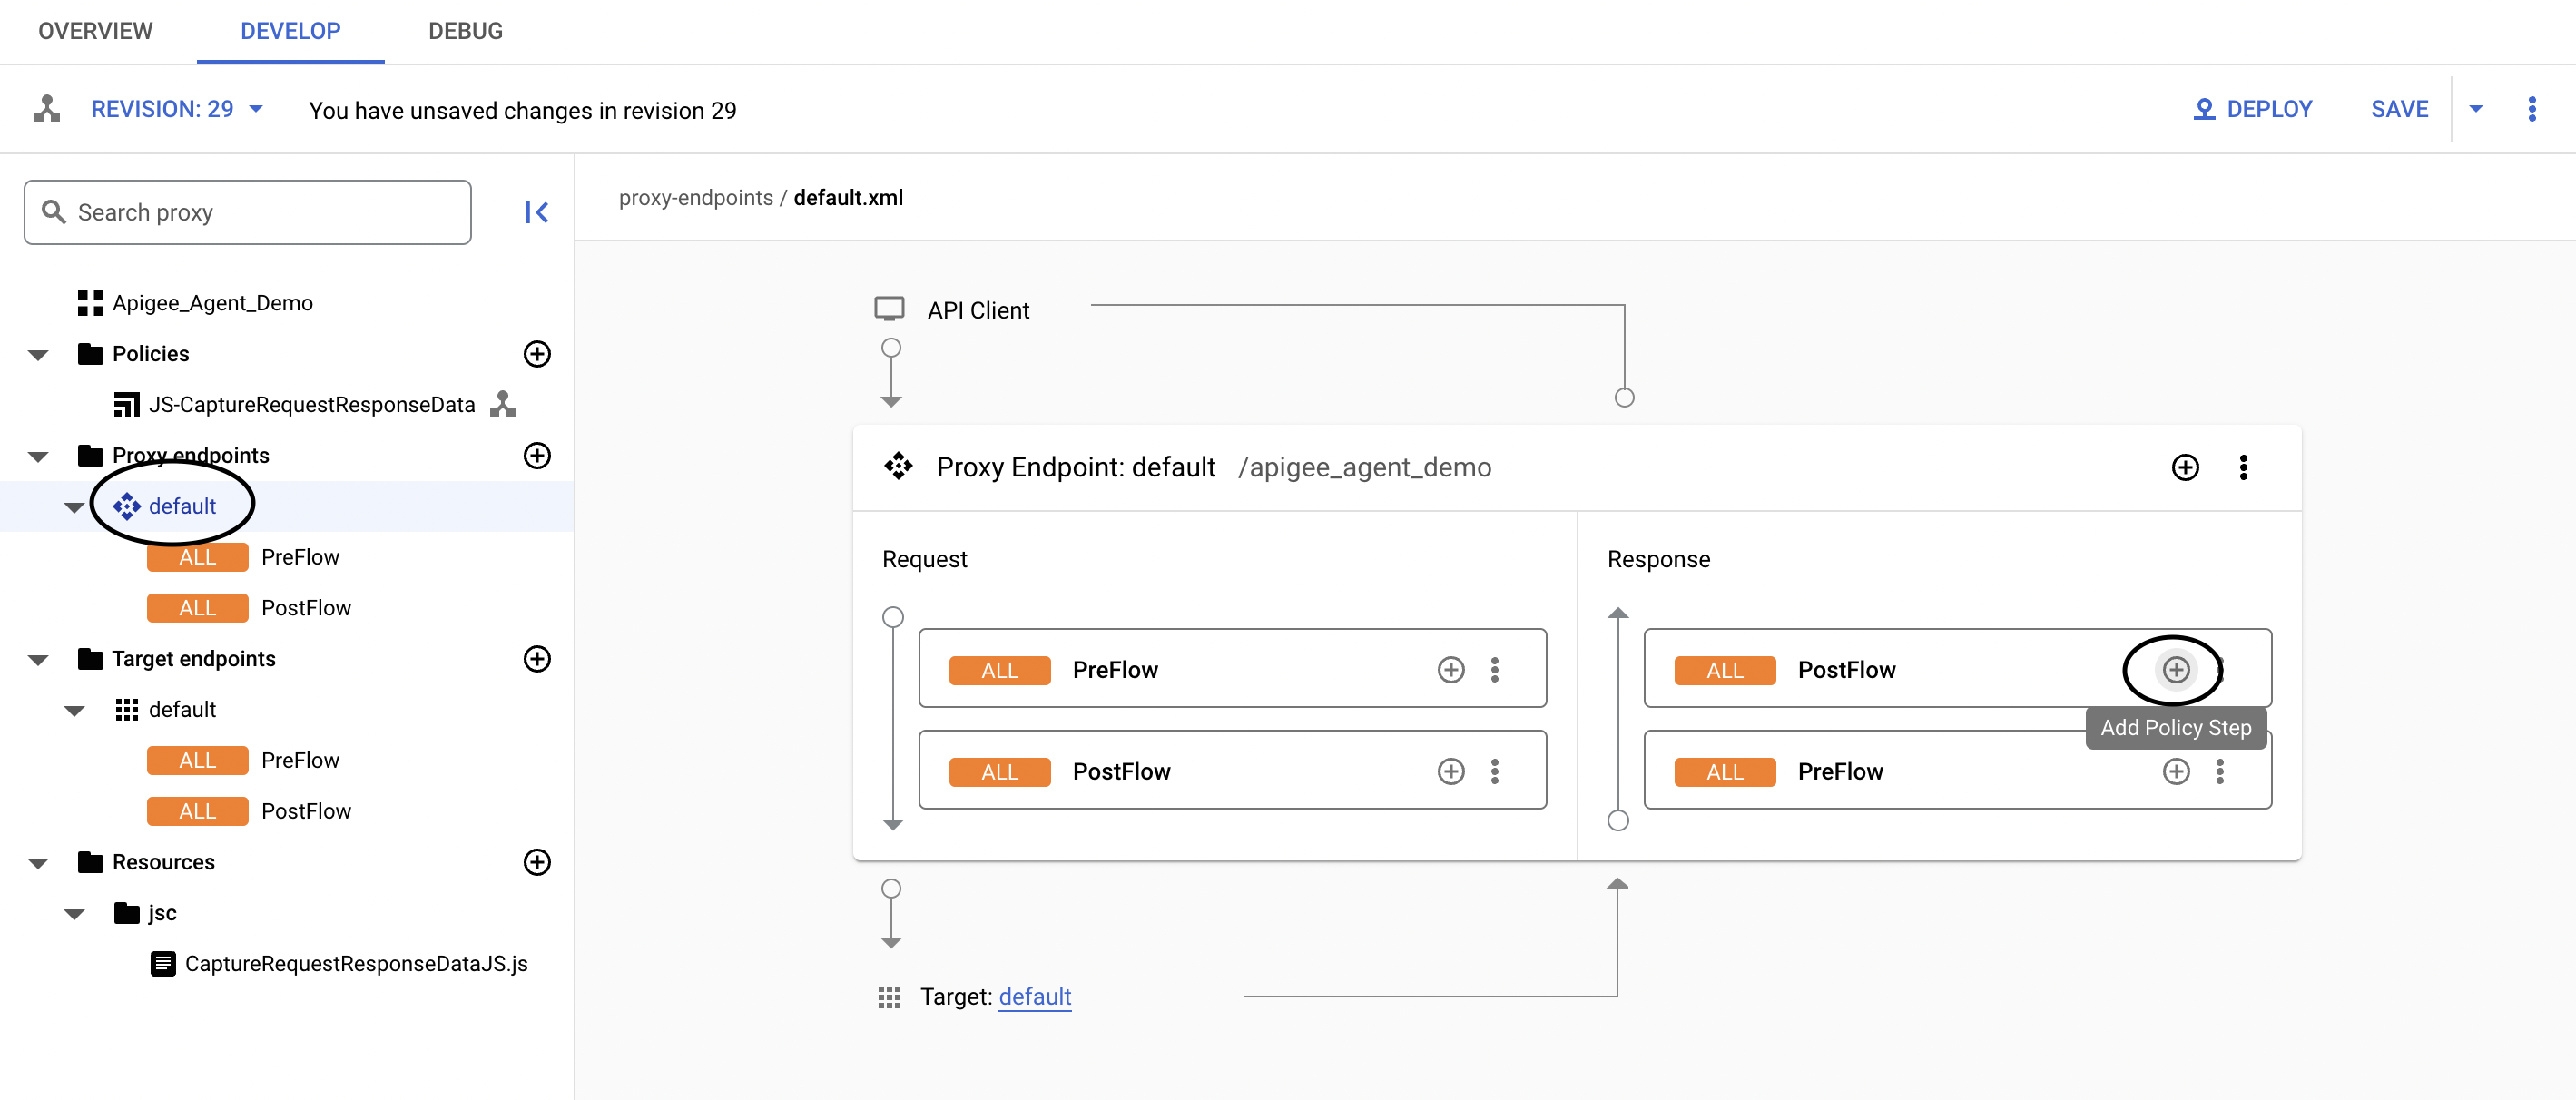 OVERVIEW DEVELOP DEBUG
REVISION: 29 You have unsaved changes in revision 29 DEPLOY SAVE
Search proxy
Apigee_Agent_Demo
Policies
JS-CaptureRequestResponseData
Proxy endpoints
default
ALL PreFlow
ALL PostFlow
Target endpoints
default
ALL PreFlow
ALL PostFlow
Resources
jsc
CaptureRequestResponseDataJS.js
proxy-endpoints / default.xml
API Client
Proxy Endpoint: default /apigee_agent_demo
Request
ALL PreFlow
ALL PostFlow
Response
ALL PostFlow
Add Policy Step
ALL PreFlow
Target: default